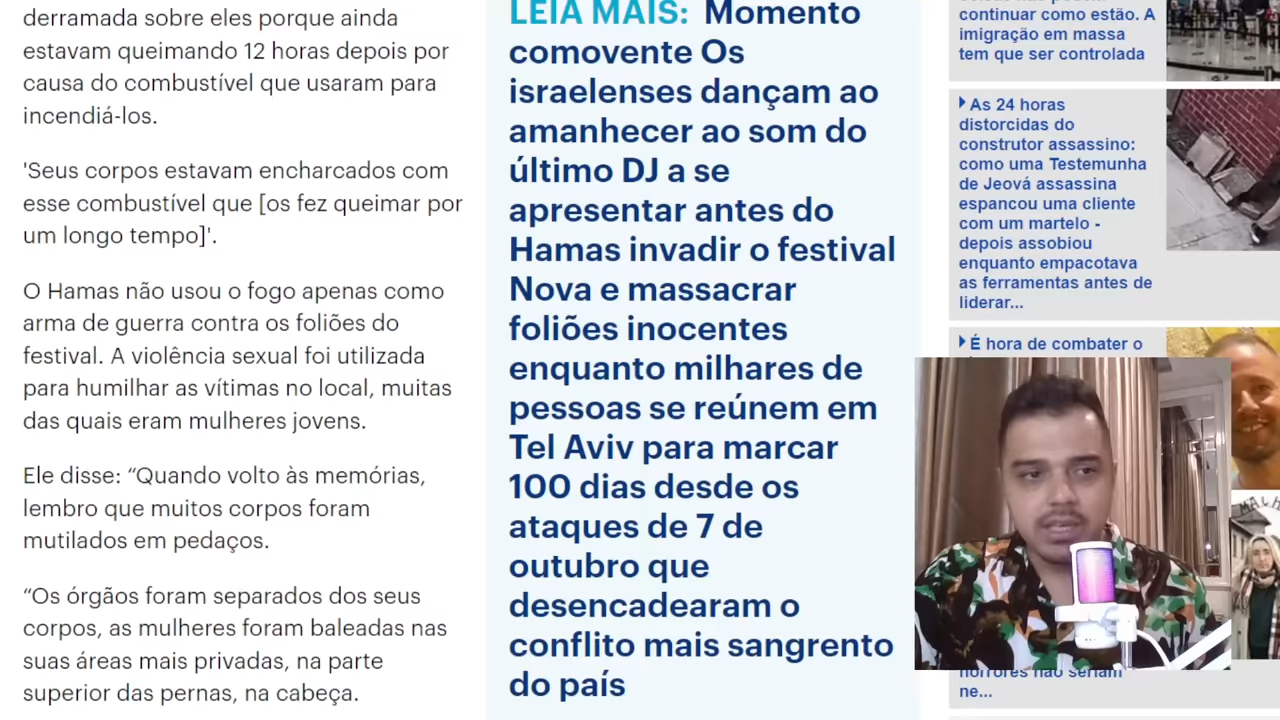 derramada sobre eles porque ainda
estavam queimando 12 horas depois por
causa do combustível que usaram para
incendiá-los.
'Seus corpos estavam encharcados com
esse combustível que [os fez queimar por
um longo tempo]'.
O Hamas não usou o fogo apenas como
arma de guerra contra os foliões do
festival. A violência sexual foi utilizada
para humilhar as vítimas no local, muitas
das quais eram mulheres jovens.
Ele disse: “Quando volto às memórias,
lembro que muitos corpos foram
mutilados em pedaços.
“Os órgãos foram separados dos seus
corpos, as mulheres foram baleadas nas
suas áreas mais privadas, na parte
superior das pernas, na cabeça.
LEIA MAIS: Momento
comovente Os
israelenses dançam ao
amanhecer ao som do
último DJ a se
apresentar antes do
Hamas invadir o festival
Nova e massacrar
foliões inocentes
enquanto milhares de
pessoas se reúnem em
Tel Aviv para marcar
100 dias desde os
ataques de 7 de
outubro que
desencadearam o
conflito mais sangrento
do país
continuar como estão. A
imigração em massa
tem que ser controlada
As 24 horas
distorcidas do
construtor assassino:
como uma Testemunha
de Jeová assassina
espancou uma cliente
com um martelo -
depois assobiou
enquanto empacotava
as ferramentas antes de
liderar...
É hora de combater o
horrores não seriam
ne...